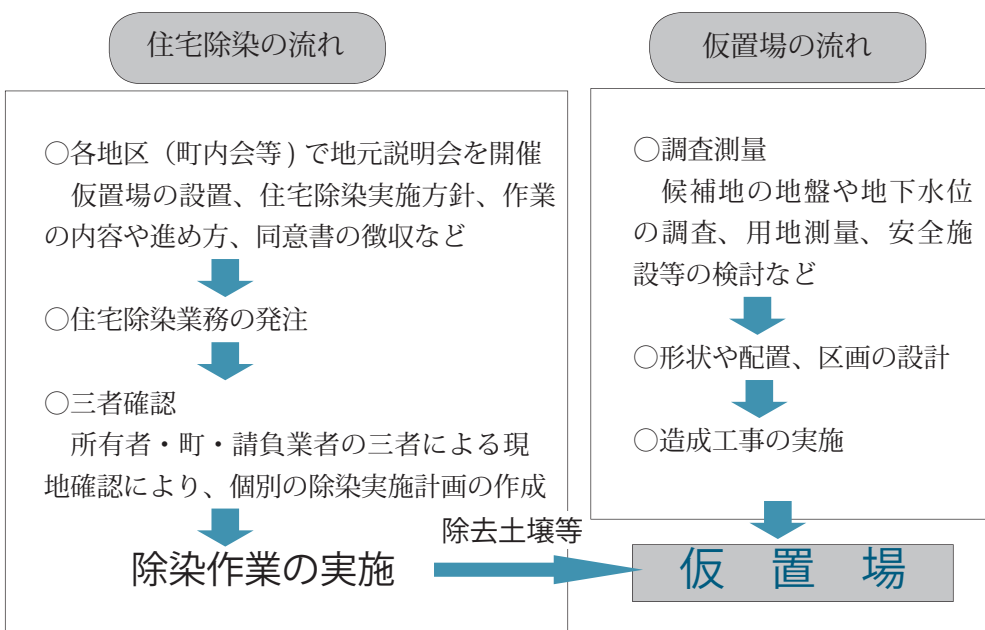 住宅除染の流れ
○各地区（町内会等)で地元説明会を開催
仮置場の設置、住宅除染実施方針、作業
の内容や進め方、同意書の徴収など
○住宅除染業務の発注
○三者確認
所有者・町・請負業者の三者による現
地確認により、個別の除染実施計画の作成
除染作業の実施
除去土壌等
仮置場の流れ
○調査測量
候補地の地盤や地下水位
の調査、用地測量、安全施
設等の検討など
○形状や配置、区画の設計
○造成工事の実施
仮置場